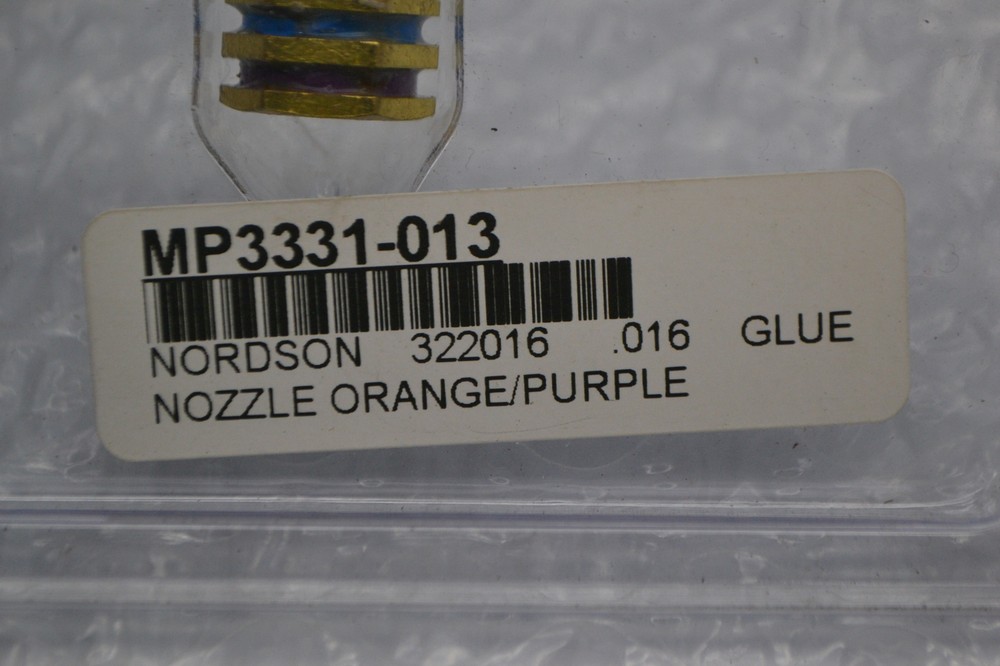 MP3331-013
NORDSON 322016 .016 GLUE
NOZZLE ORANGE/PURPLE